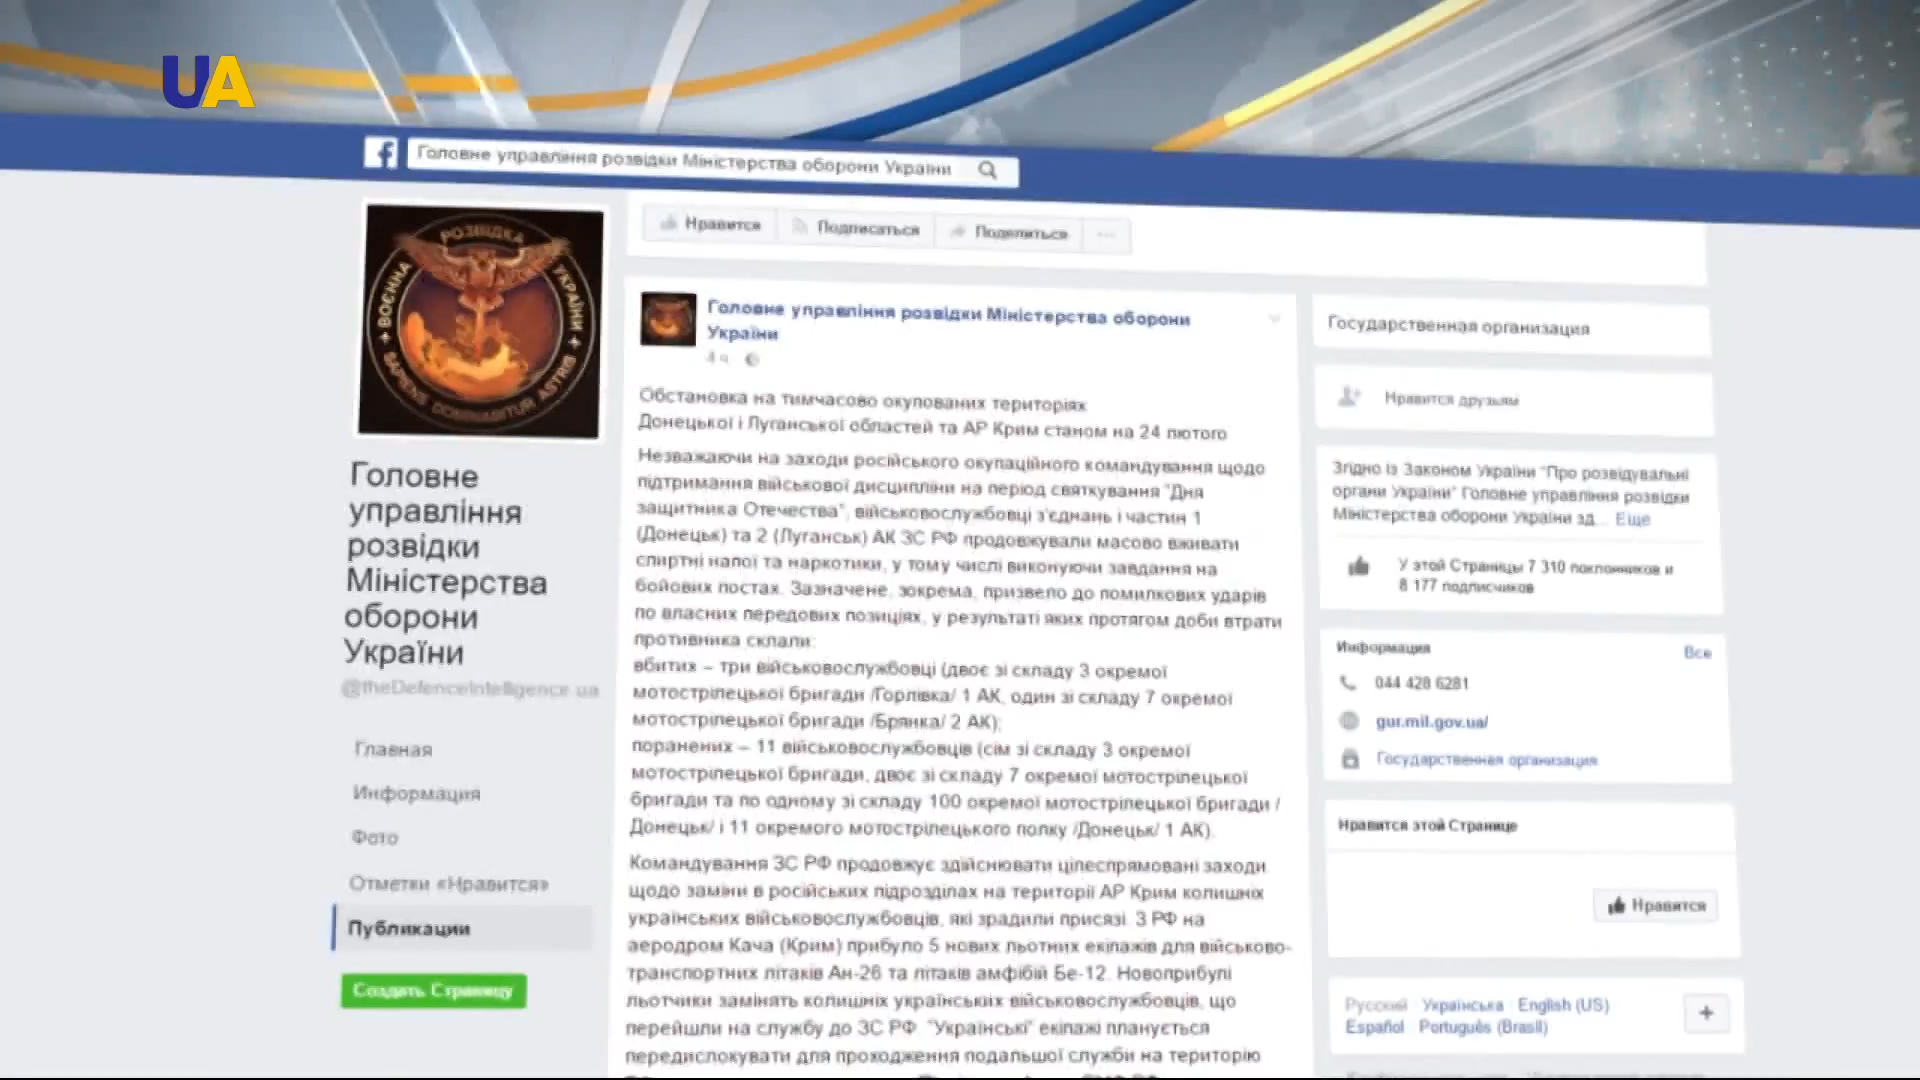 UA
Головне управління розвідки Міністерства оборони України
РОЗВІДКА
ВОЄННА
УКРАЇНИ
SAPIENS DOMINABITUR ASTRIS
Головне
управління
розвідки
Міністерства
оборони
України
@theDefenceIntelligence.ua
Главная
Информация
Фото
Отметки «Нравится»
Публикации
Создать Страницу
Нравится
Подписаться
Поделиться
Головне управління розвідки Міністерства оборони
України
4 ч
Обстановка на тимчасово окупованих територіях
Донецької і Луганської областей та АР Крим станом на 24 лютого
Незважаючи на заходи російського окупаційного командування щодо
підтримання військової дисципліни на період святкування "Дня
защитника Отечества", військовослужбовці з'єднань і частин 1
(Донецьк) та 2 (Луганськ) АК ЗС РФ продовжували масово вживати
спиртні напої та наркотики, у тому числі виконуючи завдання на
бойових постах. Зазначене, зокрема, призвело до помилкових ударів
по власних передових позиціях, у результаті яких протягом доби втрати
противника склали:
вбитих – три військовослужбовці (двоє зі складу 3 окремої
мотострілецької бригади /Горлівка/ 1 АК, один зі складу 7 окремої
мотострілецької бригади /Брянка/ 2 АК);
поранених – 11 військовослужбовців (сім зі складу 3 окремої
мотострілецької бригади, двоє зі складу 7 окремої мотострілецької
бригади та по одному зі складу 100 окремої мотострілецької бригади /
Донецьк/ і 11 окремого мотострілецького полку /Донецьк/ 1 АК).
Командування ЗС РФ продовжує здійснювати цілеспрямовані заходи
щодо заміни в російських підрозділах на території АР Крим колишніх
українських військовослужбовців, які зрадили присязі. З РФ на
аеродром Кача (Крим) прибуло 5 нових льотних екіпажів для військово-
транспортних літаків Ан-26 та літаків амфібій Бе-12. Новоприбулі
льотчики замінять колишніх українських військовослужбовців, що
перейшли на службу до ЗС РФ. "Українські" екіпажі планується
передислокувати для проходження подальшої служби на територію
Государственная организация
Нравится друзьям
Згідно із Законом України "Про розвідувальні
органи України" Головне управління розвідки
Міністерства оборони України зд... Еще
У этой Страницы 7 310 поклонников и
8 177 подписчиков
Информация
Все
044 428 6281
gur.mil.gov.ua/
Государственная организация
Нравится этой Странице
Нравится
Русский · Українська · English (US)
Español · Português (Brasil)